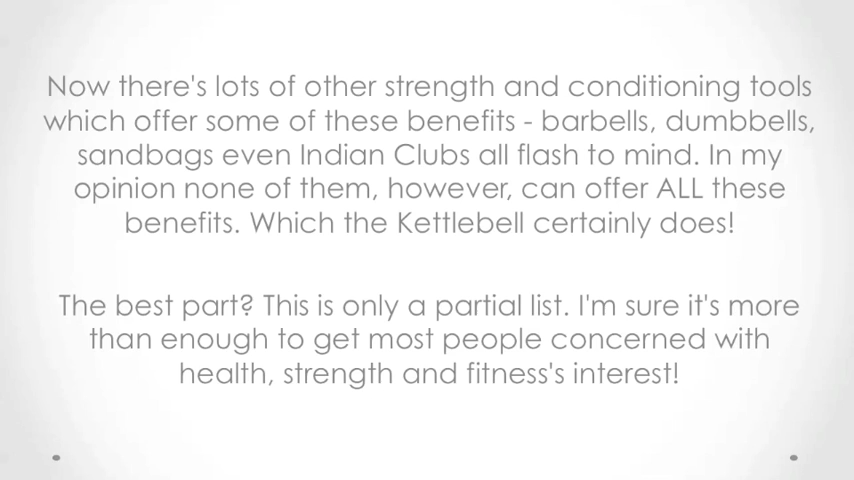 Now there's lots of other strength and conditioning tools
which offer some of these benefits - barbells, dumbbells,
sandbags even Indian Clubs all flash to mind. In my
opinion none of them, however, can offer ALL these
benefits. Which the Kettlebell certainly does!
The best part? This is only a partial list. I'm sure it's more
than enough to get most people concerned with
health, strength and fitness's interest!